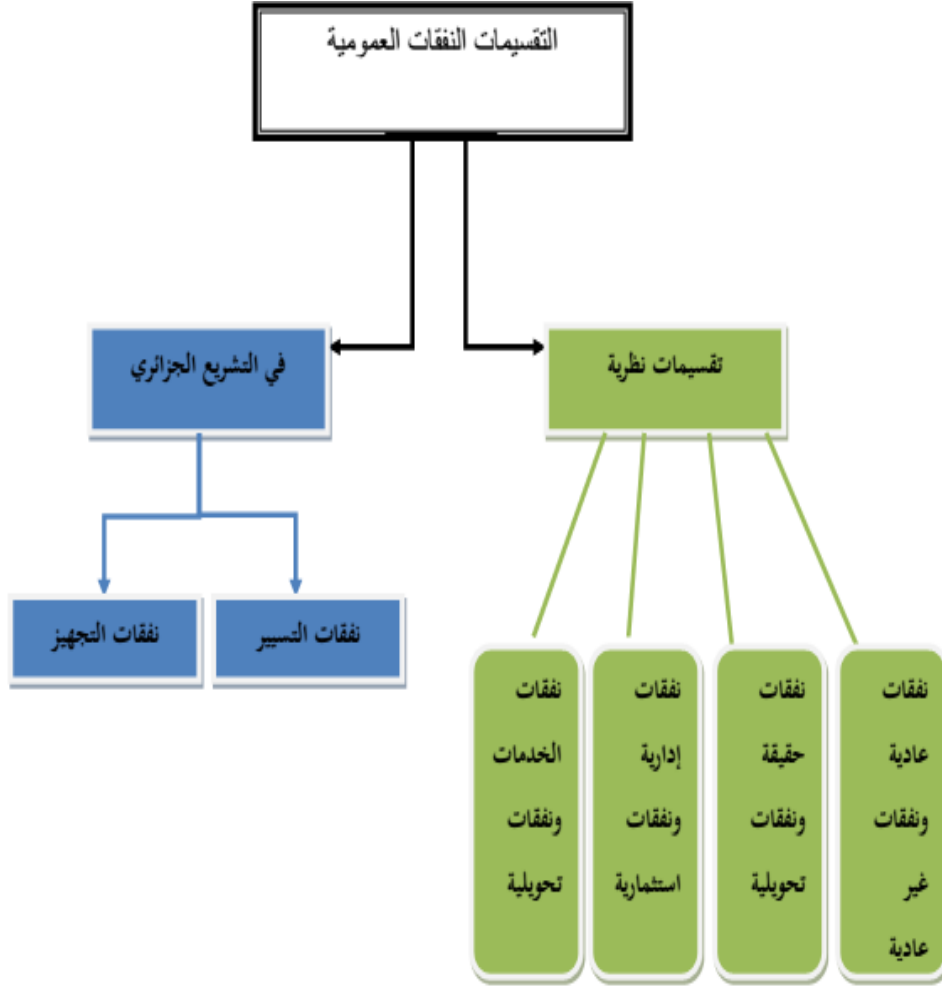 التقسيمات النفقات العمومية
تقسيمات نظرية
في التشريع الجزائري
نفقات التسيير
نفقات التجهيز
نفقات
عادية
ونفقات
غير
عادية
نفقات
حقيقة
ونفقات
تحويلية
نفقات
إدارية
ونفقات
استثمارية
نفقات
الخدمات
ونفقات
تحويلية